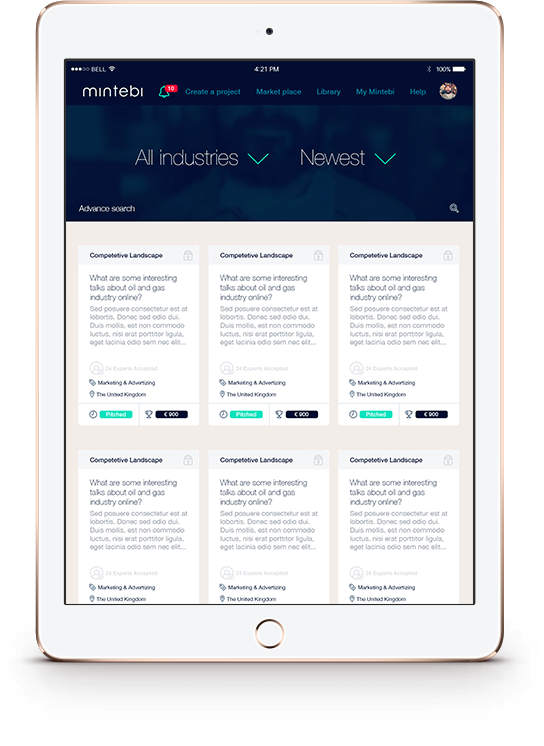 BELL 4:21 PM 100%
mintebi 10 Create a project Market place Library My Mintebi Help
All industries Newest
Advance search
Competetive Landscape Competetive Landscape Competetive Landscape
What are some interesting What are some interesting What are some interesting
talks about oil and gas talks about oil and gas talks about oil and gas
industry online? industry online? industry online?
Sed posuere consectetur est at Sed posuere consectetur est at Sed posuere consectetur est at
lobortis. Donec sed odio dui. lobortis. Donec sed odio dui. lobortis. Donec sed odio dui.
Duis mollis, est non commodo Duis mollis, est non commodo Duis mollis, est non commodo
luctus, nisi erat porttitor ligula, luctus, nisi erat porttitor ligula, luctus, nisi erat porttitor ligula,
eget lacinia odio sem nec elit... eget lacinia odio sem nec elit... eget lacinia odio sem nec elit...
24 Experts Accepted 24 Experts Accepted 24 Experts Accepted
Marketing & Advertizing Marketing & Advertizing Marketing & Advertizing
The United Kingdom The United Kingdom The United Kingdom
Pitched € 900 Pitched € 900 Pitched € 900
Competetive Landscape Competetive Landscape Competetive Landscape
What are some interesting What are some interesting What are some interesting
talks about oil and gas talks about oil and gas talks about oil and gas
industry online? industry online? industry online?
Sed posuere consectetur est at Sed posuere consectetur est at Sed posuere consectetur est at
lobortis. Donec sed odio dui. lobortis. Donec sed odio dui. lobortis. Donec sed odio dui.
Duis mollis, est non commodo Duis mollis, est non commodo Duis mollis, est non commodo
luctus, nisi erat porttitor ligula, luctus, nisi erat porttitor ligula, luctus, nisi erat porttitor ligula,
eget lacinia odio sem nec elit... eget lacinia odio sem nec elit... eget lacinia odio sem nec elit...
24 Experts Accepted 24 Experts Accepted 24 Experts Accepted
Marketing & Advertizing Marketing & Advertizing Marketing & Advertizing
The United Kingdom The United Kingdom The United Kingdom